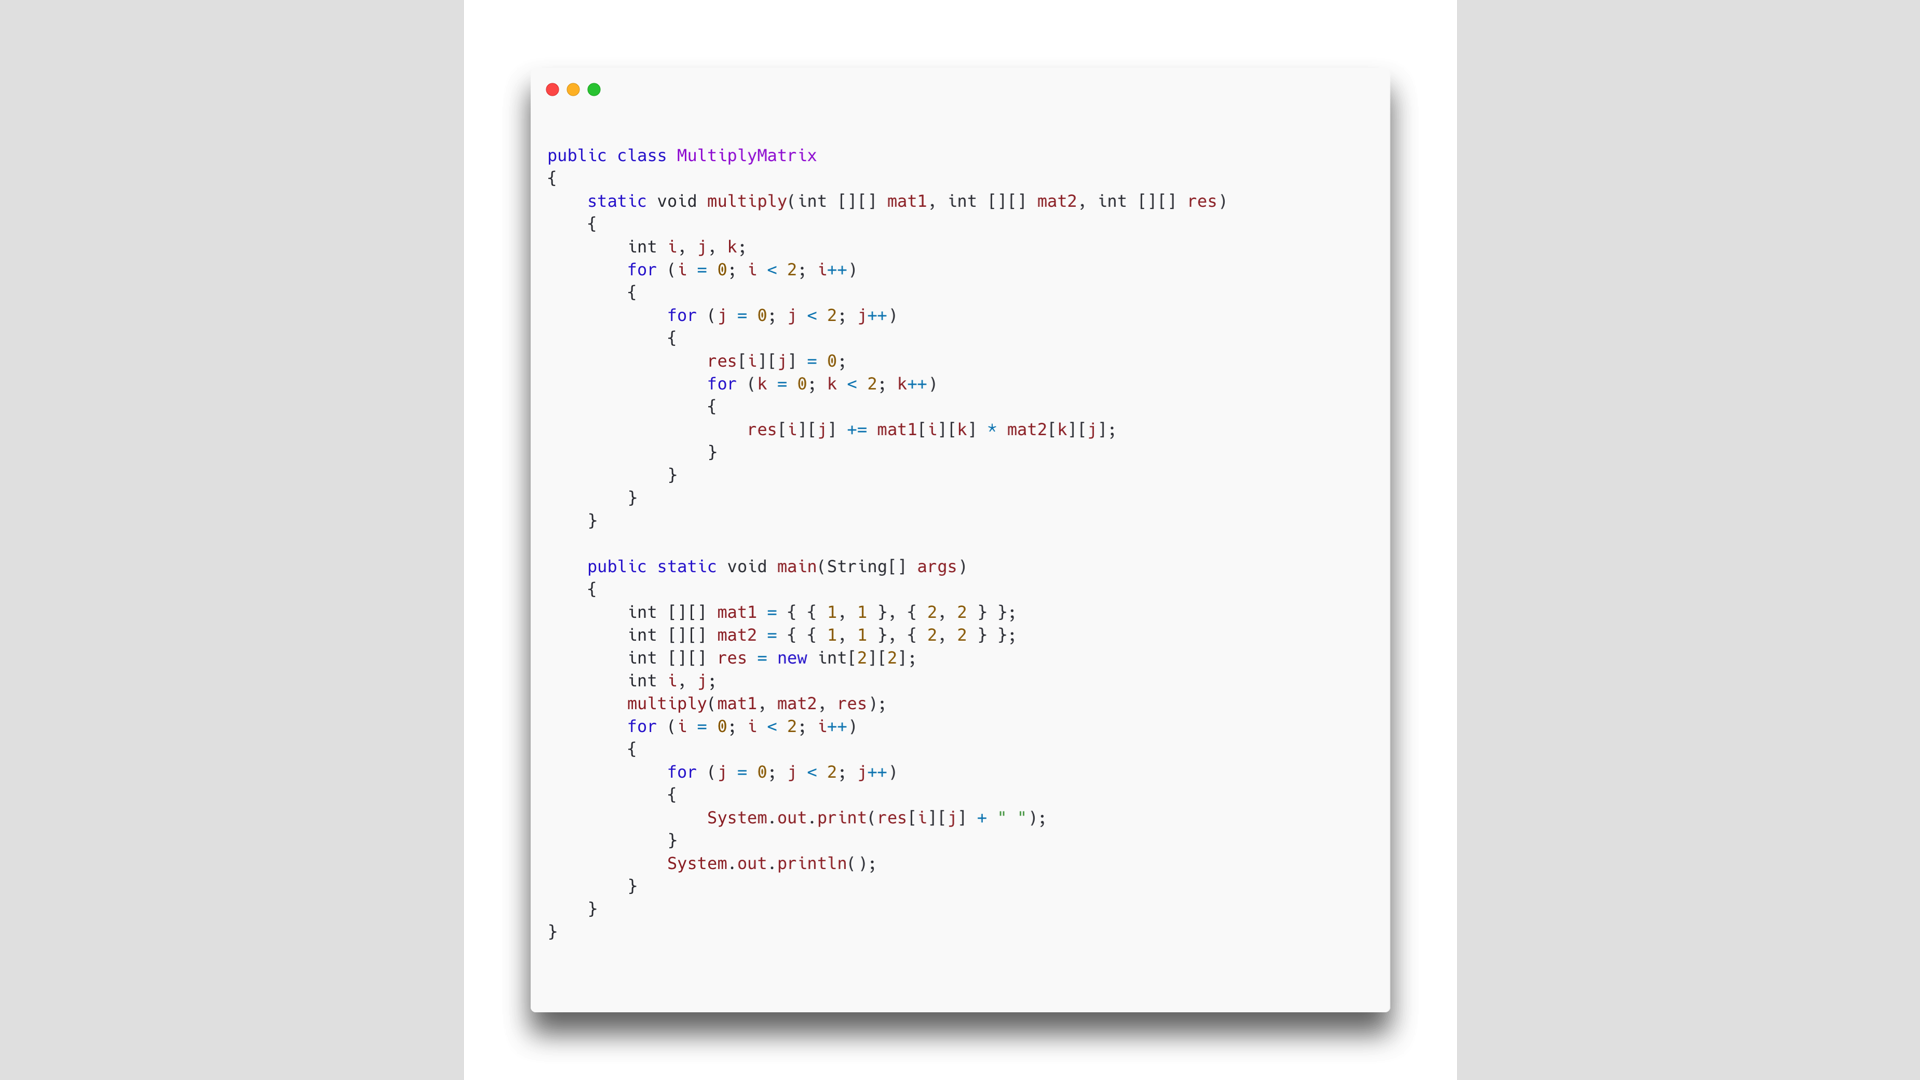 public class MultiplyMatrix
{
    static void multiply(int [][] mat1, int [][] mat2, int [][] res)
    {
        int i, j, k;
        for (i = 0; i < 2; i++)
        {
            for (j = 0; j < 2; j++)
            {
                res[i][j] = 0;
                for (k = 0; k < 2; k++)
                {
                    res[i][j] += mat1[i][k] * mat2[k][j];
                }
            }
        }
    }

    public static void main(String[] args)
    {
        int [][] mat1 = { { 1, 1 }, { 2, 2 } };
        int [][] mat2 = { { 1, 1 }, { 2, 2 } };
        int [][] res = new int[2][2];
        int i, j;
        multiply(mat1, mat2, res);
        for (i = 0; i < 2; i++)
        {
            for (j = 0; j < 2; j++)
            {
                System.out.print(res[i][j] + " ");
            }
            System.out.println();
        }
    }
}